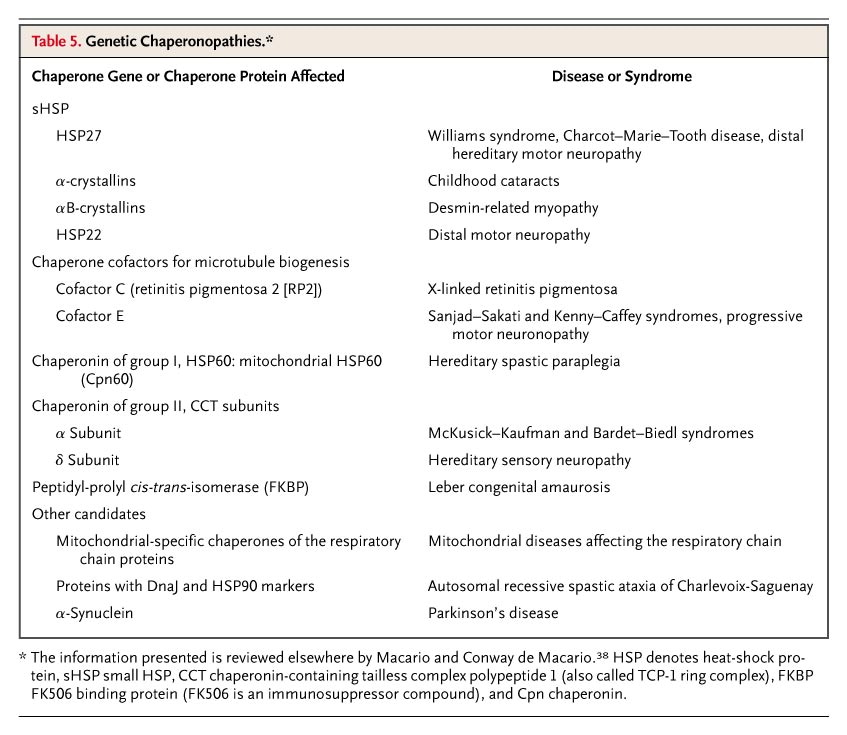 Table 5. Genetic Chaperonopathies.*
Chaperone Gene or Chaperone Protein Affected Disease or Syndrome
sHSP
HSP27 Williams syndrome, Charcot–Marie–Tooth disease, distal
hereditary motor neuropathy
α-crystallins Childhood cataracts
αB-crystallins Desmin-related myopathy
HSP22 Distal motor neuropathy
Chaperone cofactors for microtubule biogenesis
Cofactor C (retinitis pigmentosa 2 [RP2]) X-linked retinitis pigmentosa
Cofactor E Sanjad–Sakati and Kenny–Caffey syndromes, progressive
motor neuronopathy
Chaperonin of group I, HSP60: mitochondrial HSP60 Hereditary spastic paraplegia
(Cpn60)
Chaperonin of group II, CCT subunits
α Subunit McKusick–Kaufman and Bardet–Biedl syndromes
δ Subunit Hereditary sensory neuropathy
Peptidyl-prolyl cis-trans-isomerase (FKBP) Leber congenital amaurosis
Other candidates
Mitochondrial-specific chaperones of the respiratory Mitochondrial diseases affecting the respiratory chain
chain proteins
Proteins with DnaJ and HSP90 markers Autosomal recessive spastic ataxia of Charlevoix-Saguenay
α-Synuclein Parkinson's disease
* The information presented is reviewed elsewhere by Macario and Conway de Macario.³⁸ HSP denotes heat-shock pro-
tein, sHSP small HSP, CCT chaperonin-containing tailless complex polypeptide 1 (also called TCP-1 ring complex), FKBP
FK506 binding protein (FK506 is an immunosuppressor compound), and Cpn chaperonin.